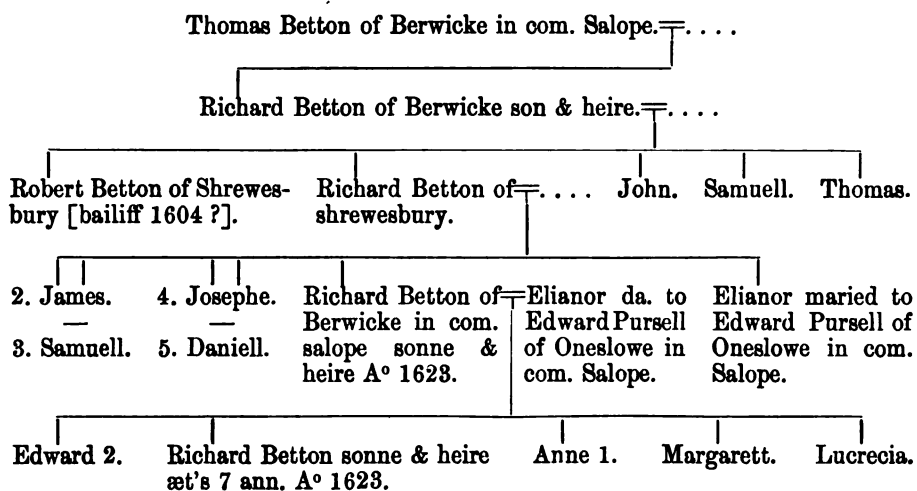 Thomas Betton of Berwicke in com. Salope.=. . . .
Richard Betton of Berwicke son & heire.=. . . .
Robert Betton of Shrewes-
bury [bailiff 1604 ?].
Richard Betton of=. . . .
shrewesbury.
John.
Samuell.
Thomas.
2. James.
—
3. Samuell.
4. Josephe.
—
5. Daniell.
Richard Betton of=
Berwicke in com.
salope sonne &
heire Aº 1623.
Elianor da. to
Edward Pursell
of Oneslowe in
com. Salope.
Elianor maried to
Edward Pursell of
Oneslowe in com.
Salope.
Edward 2.
Richard Betton sonne & heire
æt's 7 ann. Aº 1623.
Anne 1.
Margarett.
Lucrecia.